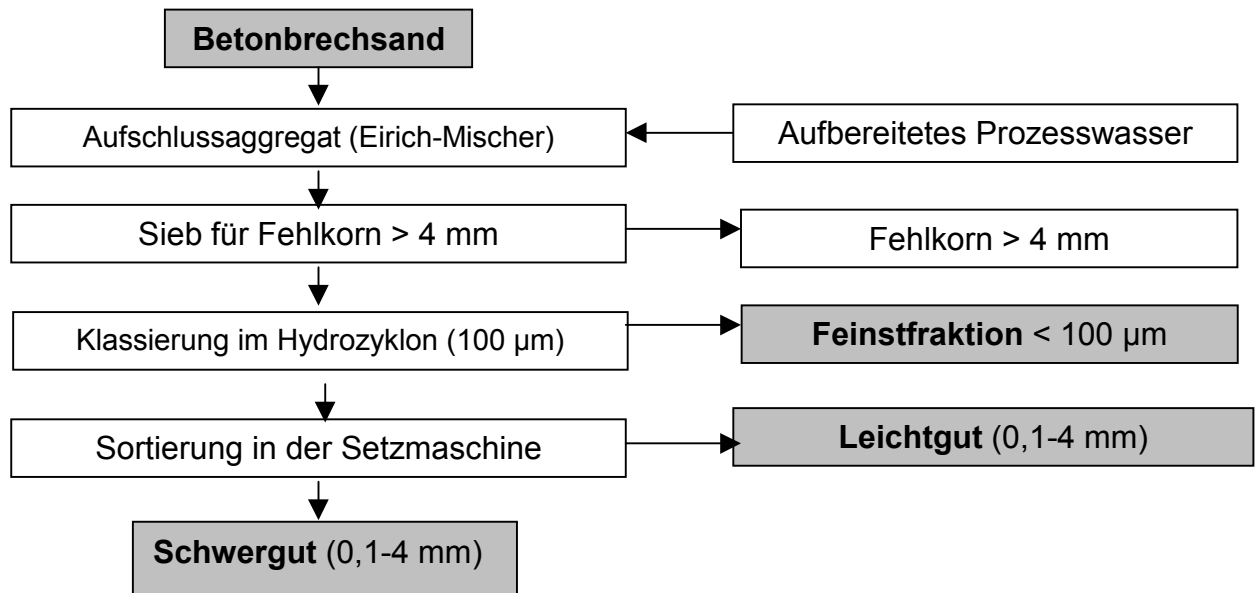 Betonbrechsand
Aufschlussaggregat (Eirich-Mischer)
Aufbereitetes Prozesswasser
Sieb für Fehlkorn > 4 mm
Fehlkorn > 4 mm
Klassierung im Hydrozyklon (100 µm)
Feinstfraktion < 100 µm
Sortierung in der Setzmaschine
Leichtgut (0,1-4 mm)
Schwergut (0,1-4 mm)